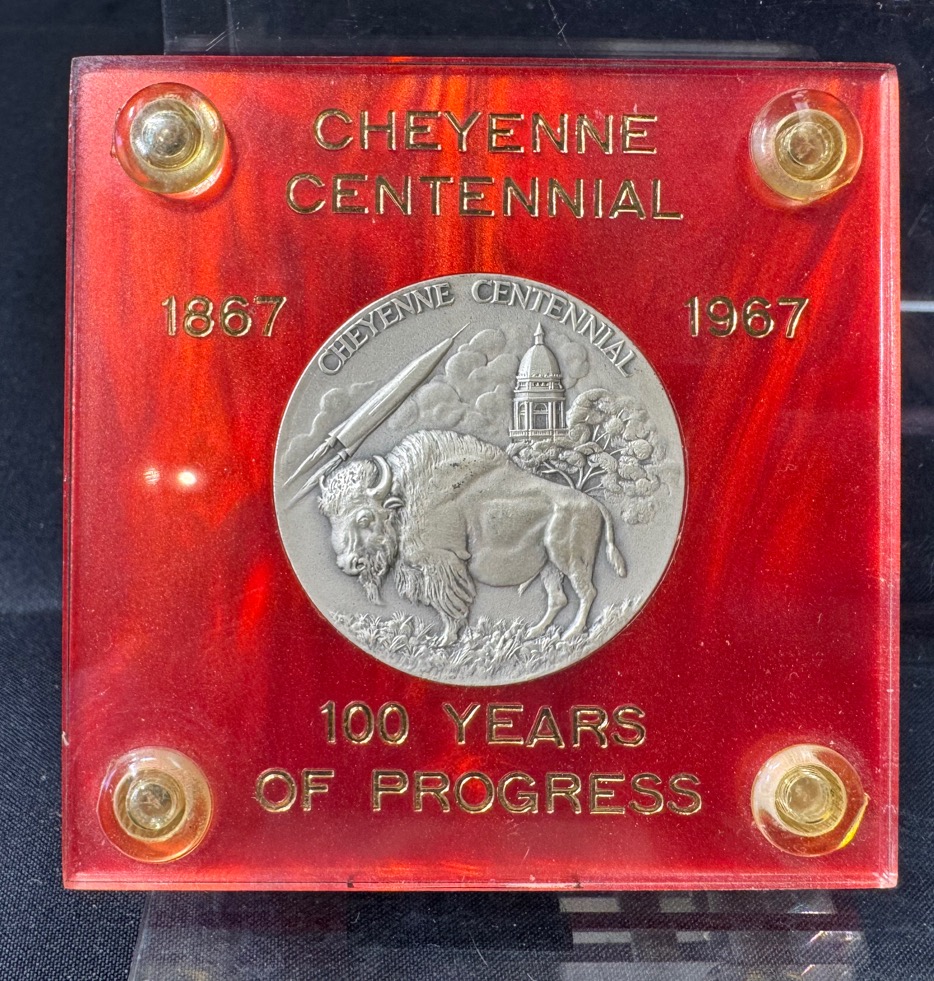 CHEYENNE
CENTENNIAL
1867
1967
CHEYENNE CENTENNIAL
100 YEARS
OF PROGRESS